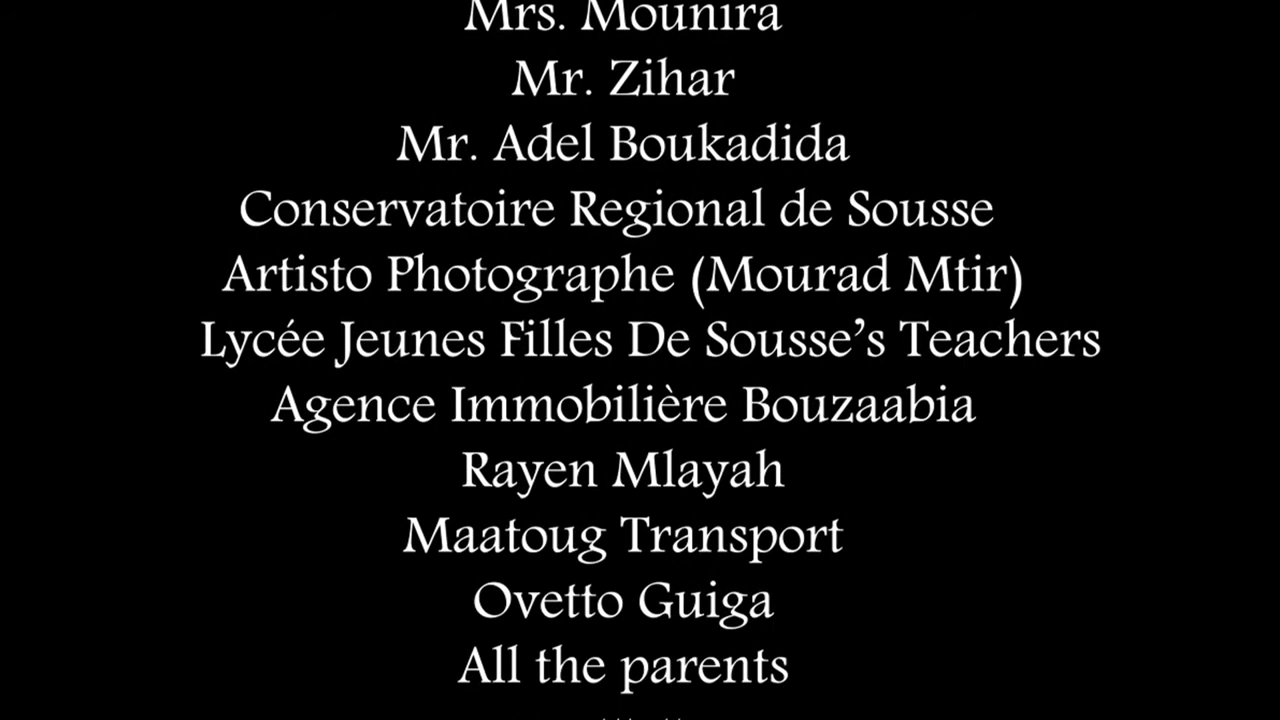 Mrs. Mounira
Mr. Zihar
Mr. Adel Boukadida
Conservatoire Regional de Sousse
Artisto Photographe (Mourad Mtir)
Lycée Jeunes Filles De Sousse’s Teachers
Agence Immobilière Bouzaabia
Rayen Mlayah
Maatoug Transport
Ovetto Guiga
All the parents